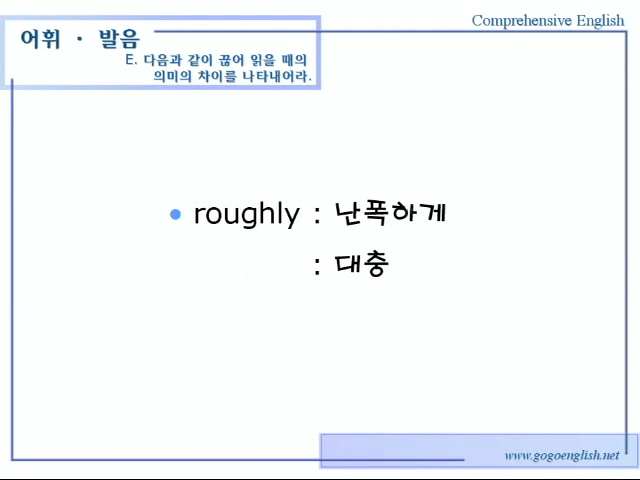 Comprehensive English
어휘 · 발음
E. 다음과 같이 끊어 읽을 때의
의미의 차이를 나타내어라.
• roughly : 난폭하게
: 대충
www.gogoenglish.net